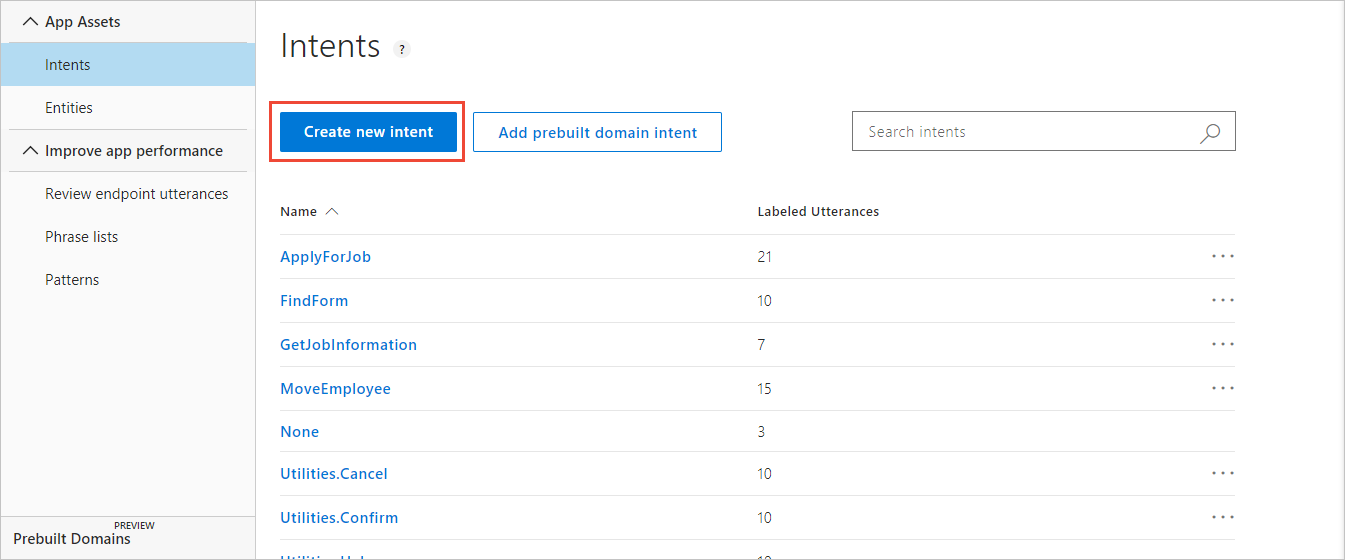 App Assets
Intents
Entities
Improve app performance
Review endpoint utterances
Phrase lists
Patterns
PREVIEW
Prebuilt Domains
Intents ?
Create new intent Add prebuilt domain intent Search intents
Name Labeled Utterances
ApplyForJob 21 ...
FindForm 10 ...
GetJobInformation 7 ...
MoveEmployee 15 ...
None 3
Utilities.Cancel 10 ...
Utilities.Confirm 10 ...